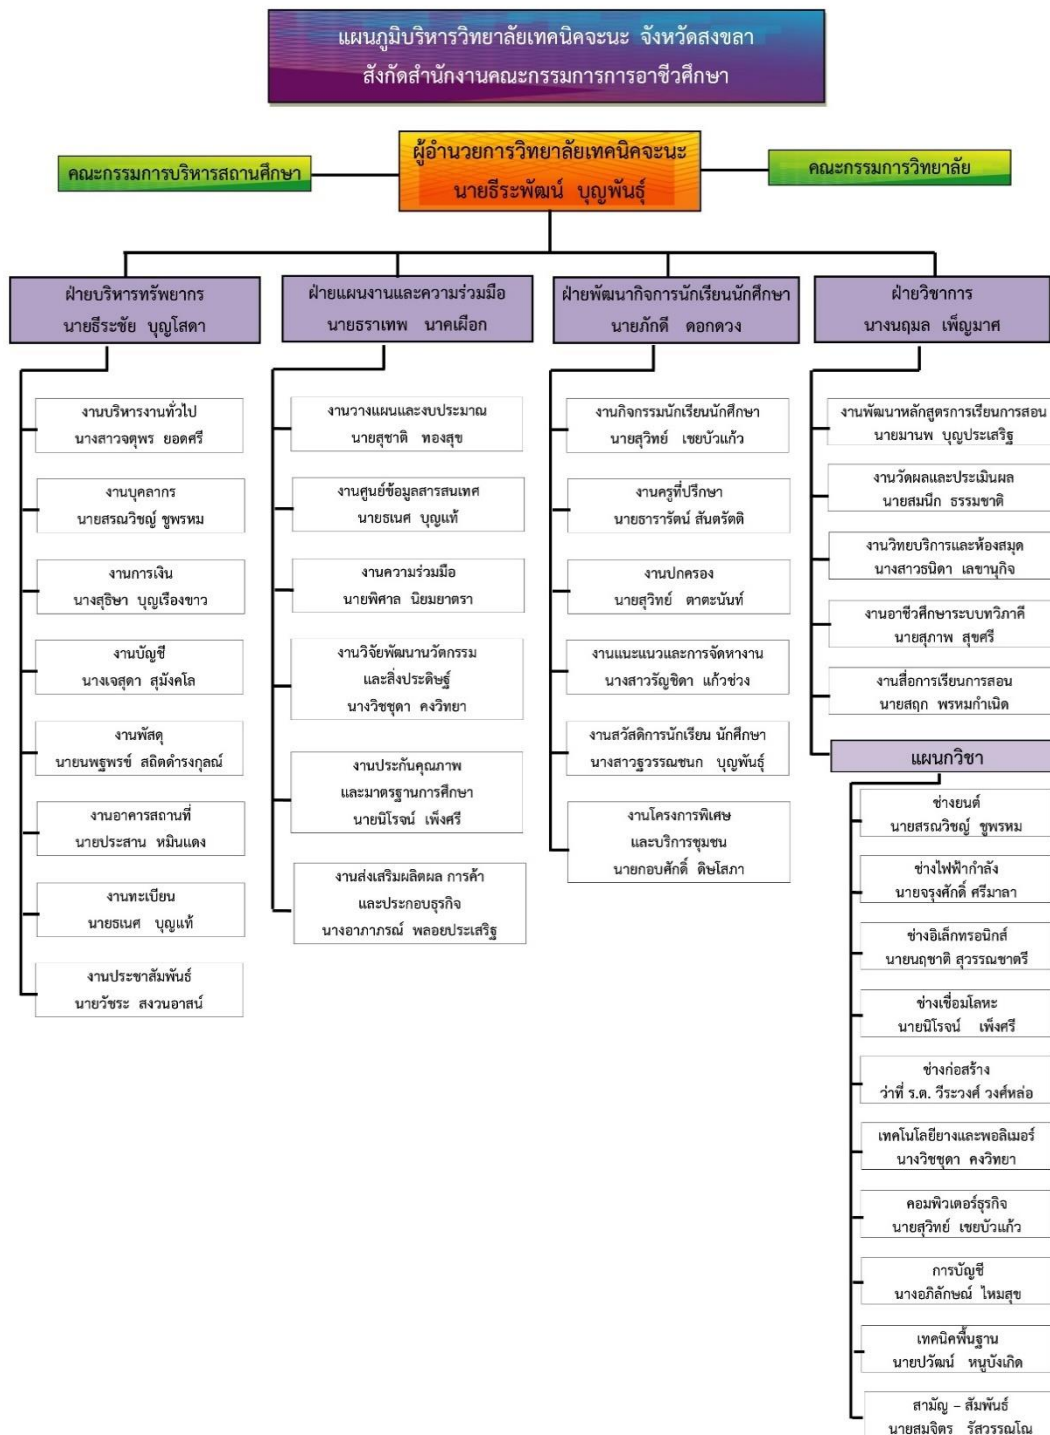 แผนภูมิบริหารวิทยาลัยเทคนิคจะนะ จังหวัดสงขลา
สังกัดสำนักงานคณะกรรมการการอาชีวศึกษา
คณะกรรมการบริหารสถานศึกษา
ผู้อำนวยการวิทยาลัยเทคนิคจะนะ
นายธีระพัฒน์ บุญพันธุ์
คณะกรรมการวิทยาลัย
ฝ่ายบริหารทรัพยากร
นายธีระชัย บุญโสดา
งานบริหารงานทั่วไป
นางสาวจตุพร ยอดศรี
งานบุคลากร
นายสรณวิชญ์ ชูพรหม
งานการเงิน
นางสุธิษา บุญเรืองขาว
งานบัญชี
นางเจสุดา สุมังคโล
งานพัสดุ
นายนพฐพรช์ สถิตดำรงกุลณ์
งานอาคารสถานที่
นายประสาน หมินแดง
งานทะเบียน
นายธเนศ บุญแท้
งานประชาสัมพันธ์
นายวัชระ สงวนอาสน์
ฝ่ายแผนงานและความร่วมมือ
นายธราเทพ นาคเผือก
งานวางแผนและงบประมาณ
นายสุชาติ ทองสุข
งานศูนย์ข้อมูลสารสนเทศ
นายธเนศ บุญแท้
งานความร่วมมือ
นายพิศาล นิยมยาตรา
งานวิจัยพัฒนานวัตกรรม
และสิ่งประดิษฐ์
นางวิชชุดา คงวิทยา
งานประกันคุณภาพ
และมาตรฐานการศึกษา
นายนิโรจน์ เพ็งศรี
งานส่งเสริมผลิตผล การค้า
และประกอบธุรกิจ
นางอาภาภรณ์ พลอยประเสริฐ
ฝ่ายพัฒนากิจการนักเรียนนักศึกษา
นายภักดี ดอกดวง
งานกิจกรรมนักเรียนนักศึกษา
นายสุวิทย์ เชยบัวแก้ว
งานครูที่ปรึกษา
นายธารารัตน์ สันตรัตติ
งานปกครอง
นายสุวิทย์ ตาตะนันท์
งานแนะแนวและการจัดหางาน
นางสาวรัญชิดา แก้วช่วง
งานสวัสดิการนักเรียน นักศึกษา
นางสาวฐวรรณชนก บุญพันธุ์
งานโครงการพิเศษ
และบริการชุมชน
นายกอบศักดิ์ ดิษโสภา
ฝ่ายวิชาการ
นางนฤมล เพ็ญมาศ
งานพัฒนาหลักสูตรการเรียนการสอน
นายมานพ บุญประเสริฐ
งานวัดผลและประเมินผล
นายสมนึก ธรรมชาติ
งานวิทยบริการและห้องสมุด
นางสาวธนิดา เลขานุกิจ
งานอาชีวศึกษาระบบทวิภาคี
นายสุภาพ สุขศรี
งานสื่อการเรียนการสอน
นายสฤก พรหมกำเนิด
แผนกวิชา
ช่างยนต์
นายสรณวิชญ์ ชูพรหม
ช่างไฟฟ้ากำลัง
นายจรุงศักดิ์ ศรีมาลา
ช่างอิเล็กทรอนิกส์
นายนฤชาติ สุวรรณชาตรี
ช่างเชื่อมโลหะ
นายนิโรจน์ เพ็งศรี
ช่างก่อสร้าง
ว่าที่ ร.ต. วีระวงศ์ วงศ์หล่อ
เทคโนโลยียางและพอลิเมอร์
นางวิชชุดา คงวิทยา
คอมพิวเตอร์ธุรกิจ
นายสุวิทย์ เชยบัวแก้ว
การบัญชี
นางอภิลักษณ์ ไหมสุข
เทคนิคพื้นฐาน
นายปวัฒน์ หนูบังเกิด
สามัญ – สัมพันธ์
นายสมจิตร รัสวรรณโณ